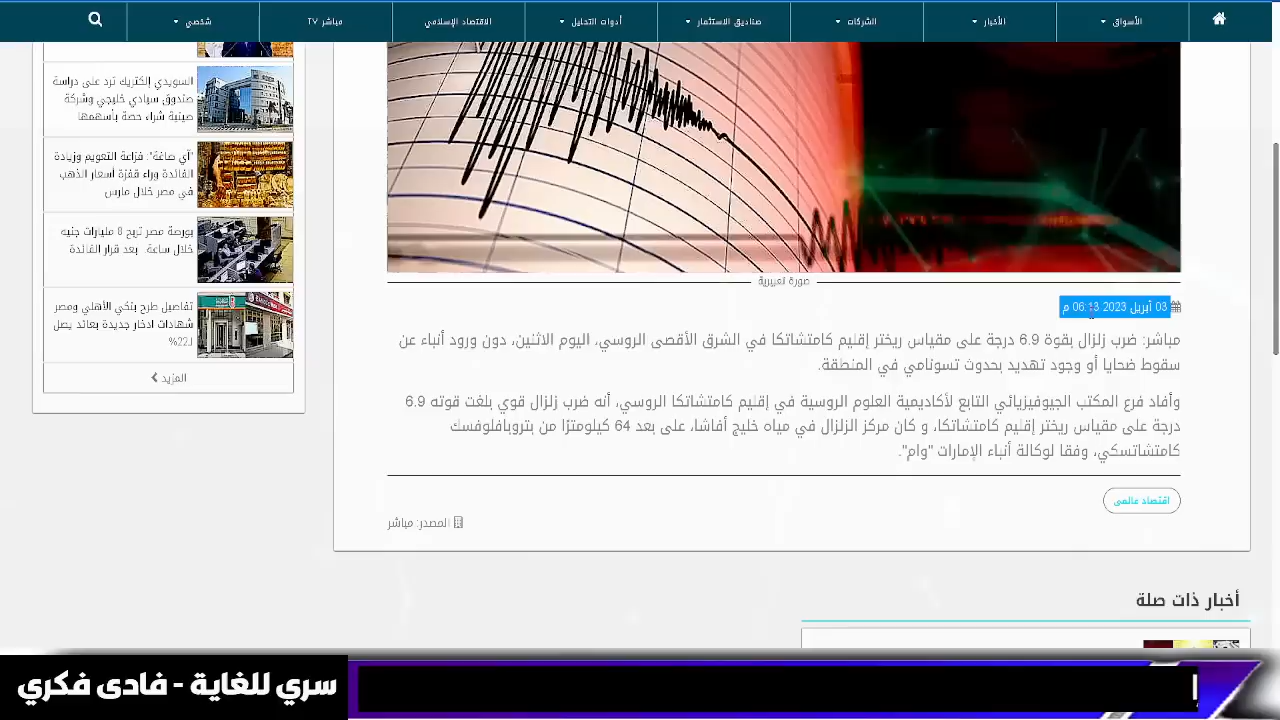 الأسواق
الأخبار
الشركات
صناديق الاستثمار
أدوات التحليل
الاقتصاد الإسلامي
مباشر TV
شخصي
صورة تعبيرية
03 أبريل 2023 06:13 م
مباشر: ضرب زلزال بقوة 6.9 درجة على مقياس ريختر إقليم كامتشاتكا في الشرق الأقصى الروسي، اليوم الاثنين، دون ورود أنباء عن
سقوط ضحايا أو وجود تهديد بحدوث تسونامي في المنطقة.
وأفاد فرع المكتب الجيوفيزيائي التابع لأكاديمية العلوم الروسية في إقليم كامتشاتكا الروسي، أنه ضرب زلزال قوي بلغت قوته 6.9
درجة على مقياس ريختر إقليم كامتشاتكا، و كان مركز الزلزال في مياه خليج أفاشا، على بعد 64 كيلومترًا من بتروبافلوفسك
كامتشاتسكي، وفقا لوكالة أنباء الإمارات "وام".
اقتصاد عالمى
المصدر: مباشر
أخبار ذات صلة
السويدي إلكتريك ترد على دراسة
صندوق سيادي خليجي وشركة
صينية شراء حصة بأسهمها
"آي صاغة": فزاعة التعويم وزيادة
الفائدة وراء قفزة أسعار الذهب
في مصر خلال مارس
بورصة مصر تربح 8 مليارات جنيه
خلال ساعة.. بعد قرار الفائدة
تفاصيل طرح بنكي الأهلي ومصر
شهادات ادخار جديدة بعائد يصل
لـ22%
المزيد
سري للغاية - فادى فكري